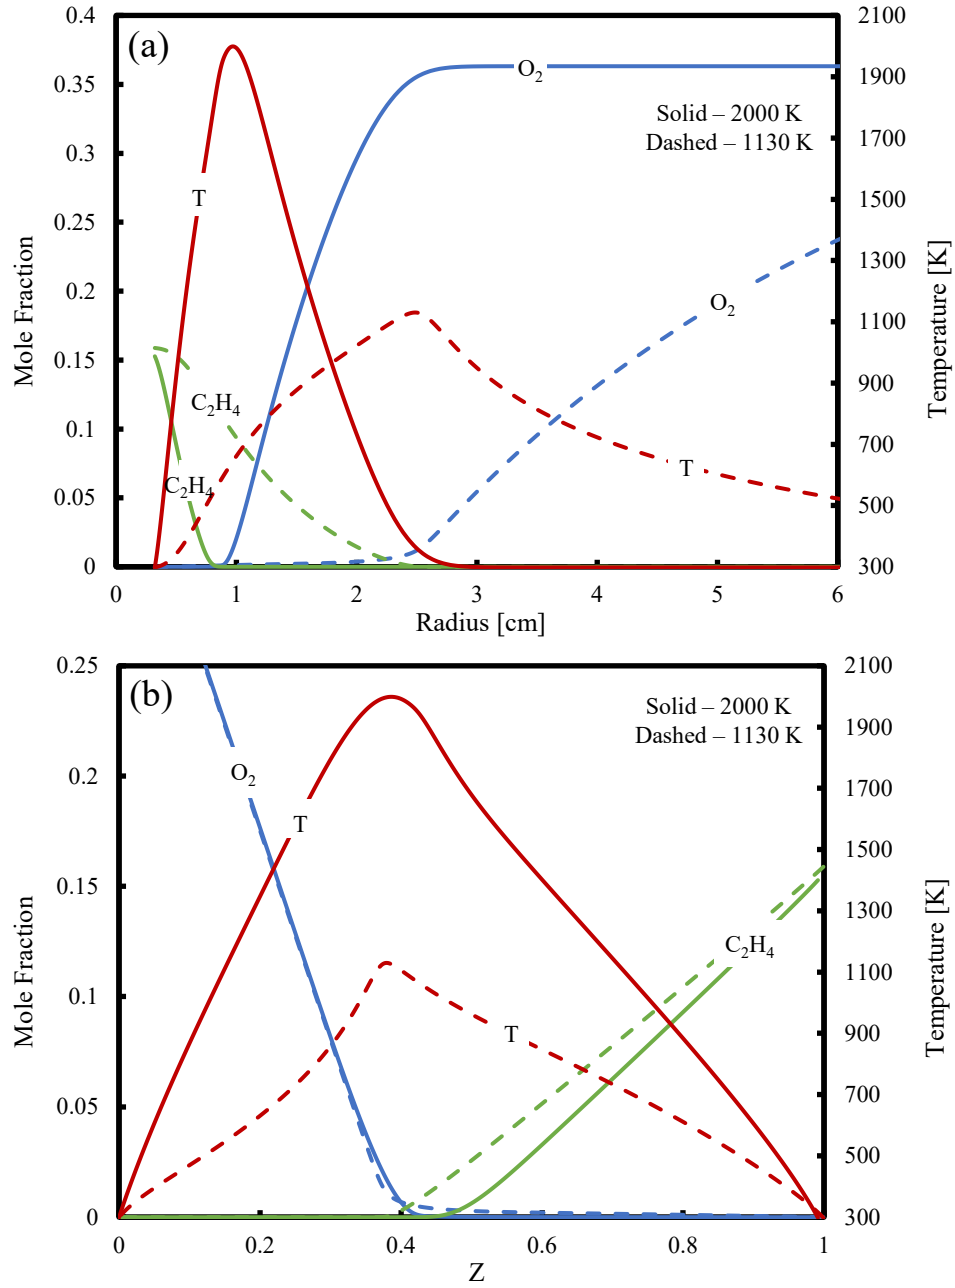 (a)
0.4
0.35
0.3
0.25
0.2
0.15
0.1
0.05
0
Mole Fraction
2100
1900
1700
1500
1300
1100
900
700
500
300
Temperature [K]
O₂
Solid – 2000 K
Dashed – 1130 K
T
O₂
C₂H₄
T
C₂H₄
0 1 2 3 4 5 6
Radius [cm]
(b)
0.25
0.2
0.15
0.1
0.05
0
Mole Fraction
2100
1900
1700
1500
1300
1100
900
700
500
300
Temperature [K]
Solid – 2000 K
Dashed – 1130 K
O₂
T
C₂H₄
T
0 0.2 0.4 0.6 0.8 1
Z